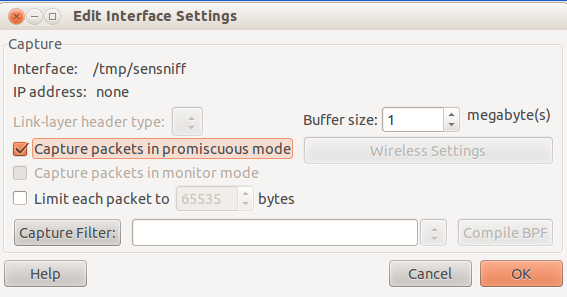 Edit Interface Settings
Capture
Interface: /tmp/sensniff
IP address: none
Link-layer header type: Buffer size: 1 megabyte(s)
Capture packets in promiscuous mode Wireless Settings
Capture packets in monitor mode
Limit each packet to 65535 bytes
Capture Filter: Compile BPF
Help Cancel OK